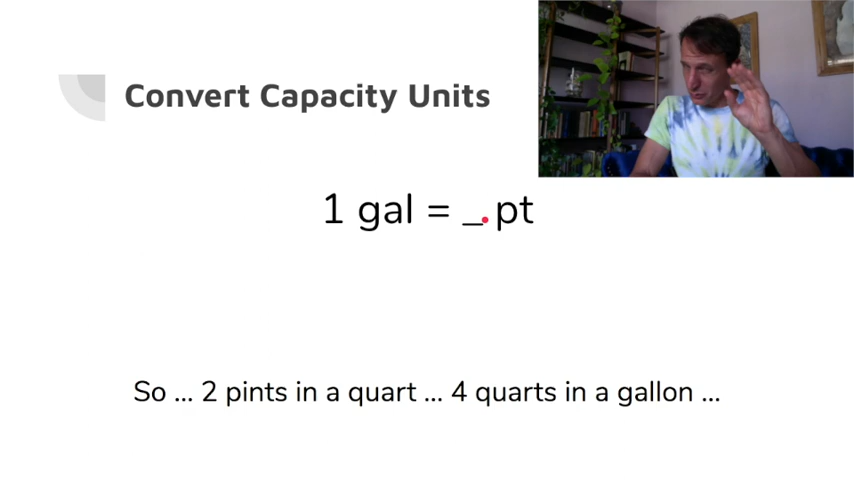 Convert Capacity Units
1 gal = _ pt
So ... 2 pints in a quart ... 4 quarts in a gallon ...